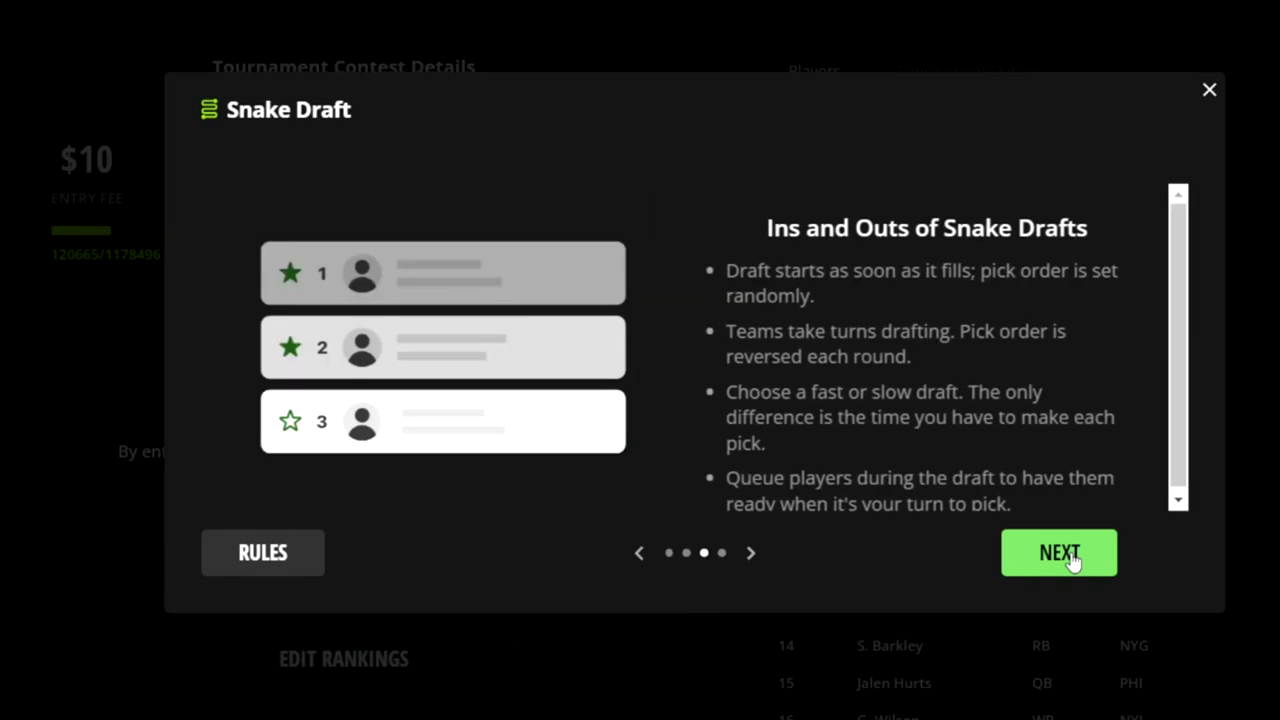 Tournament Contest Details
Players
Snake Draft
$10
ENTRY FEE
120665/1178496
Ins and Outs of Snake Drafts
• Draft starts as soon as it fills; pick order is set
randomly.
• Teams take turns drafting. Pick order is
reversed each round.
• Choose a fast or slow draft. The only
difference is the time you have to make each
pick.
• Queue players during the draft to have them
ready when it's your turn to pick.
1
2
3
By ent
RULES
NEXT
EDIT RANKINGS
14 S. Barkley RB NYG
15 Jalen Hurts QB PHI